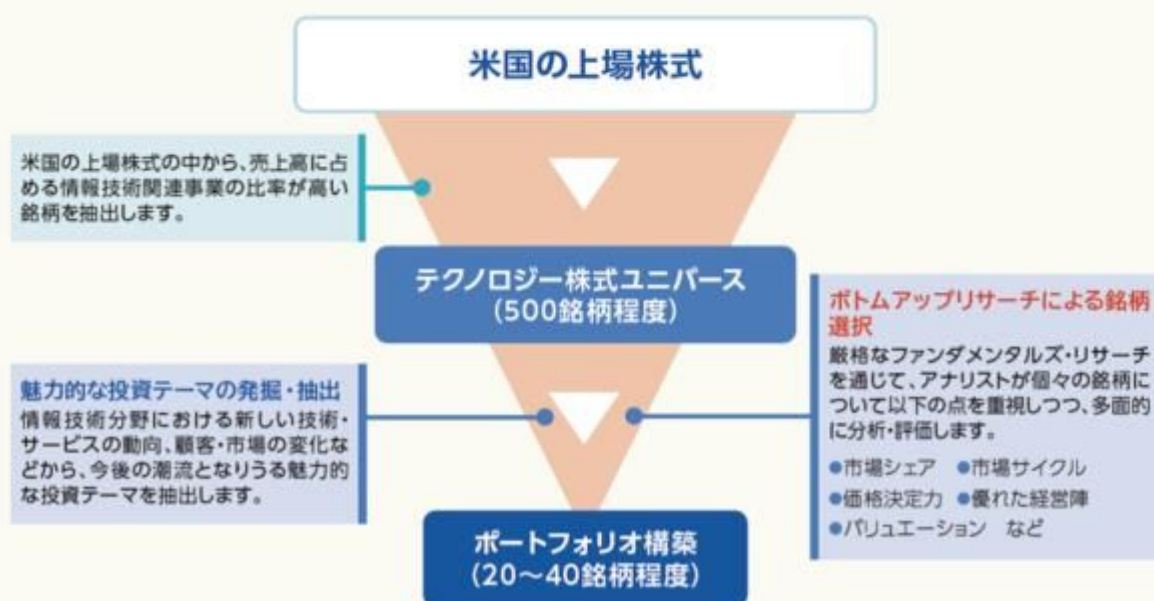 米国の上場株式
米国の上場株式の中から、売上高に占
める情報技術関連事業の比率が高い
銘柄を抽出します。
テクノロジー株式ユニバース
(500銘柄程度)
魅力的な投資テーマの発掘・抽出
情報技術分野における新しい技術・
サービスの動向、顧客・市場の変化な
どから、今後の潮流となりうる魅力的
な投資テーマを抽出します。
ボトムアップリサーチによる銘柄
選択
厳格なファンダメンタルズ・リサーチ
を通じて、アナリストが個々の銘柄に
ついて以下の点を重視しつつ、多面的
に分析・評価します。
●市場シェア ●市場サイクル
●価格決定力 ●優れた経営陣
●バリュエーション など
ポートフォリオ構築
(20〜40銘柄程度)